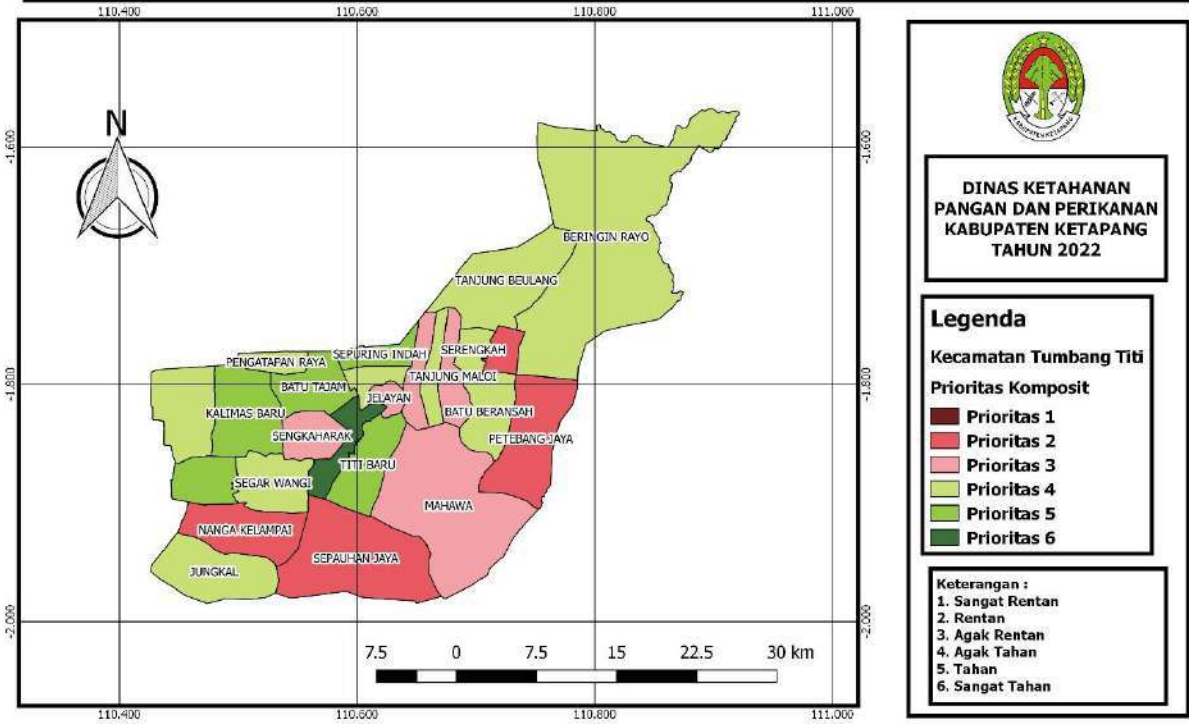 110.400 110.600 110.800 111.000
N
-1.600 -1.600
BERINGIN RAYO
TANJUNG BEULANG
SEPURING INDAH
SERENGKAH
PENGATAPAN RAYA
-1.800 -1.800
TANJUNG MALOI
BATU TAJAM
JELAYAN
KALIMAS BARU
BATU BERANSAH
SENGKAHARAK
PETEBANG JAYA
TITI BARU
SEGAR WANGI
MAHAWA
NANGA KELAMPAI
SEPAUHAN JAYA
JUNGKAL
-2.000 -2.000
7.5 0 7.5 15 22.5 30 km
110.400 110.600 110.800 111.000
KABUPATEN KETAPANG
DINAS KETAHANAN
PANGAN DAN PERIKANAN
KABUPATEN KETAPANG
TAHUN 2022
Legenda
Kecamatan Tumbang Titi
Prioritas Komposit
Prioritas 1
Prioritas 2
Prioritas 3
Prioritas 4
Prioritas 5
Prioritas 6
Keterangan :
1. Sangat Rentan
2. Rentan
3. Agak Rentan
4. Agak Tahan
5. Tahan
6. Sangat Tahan